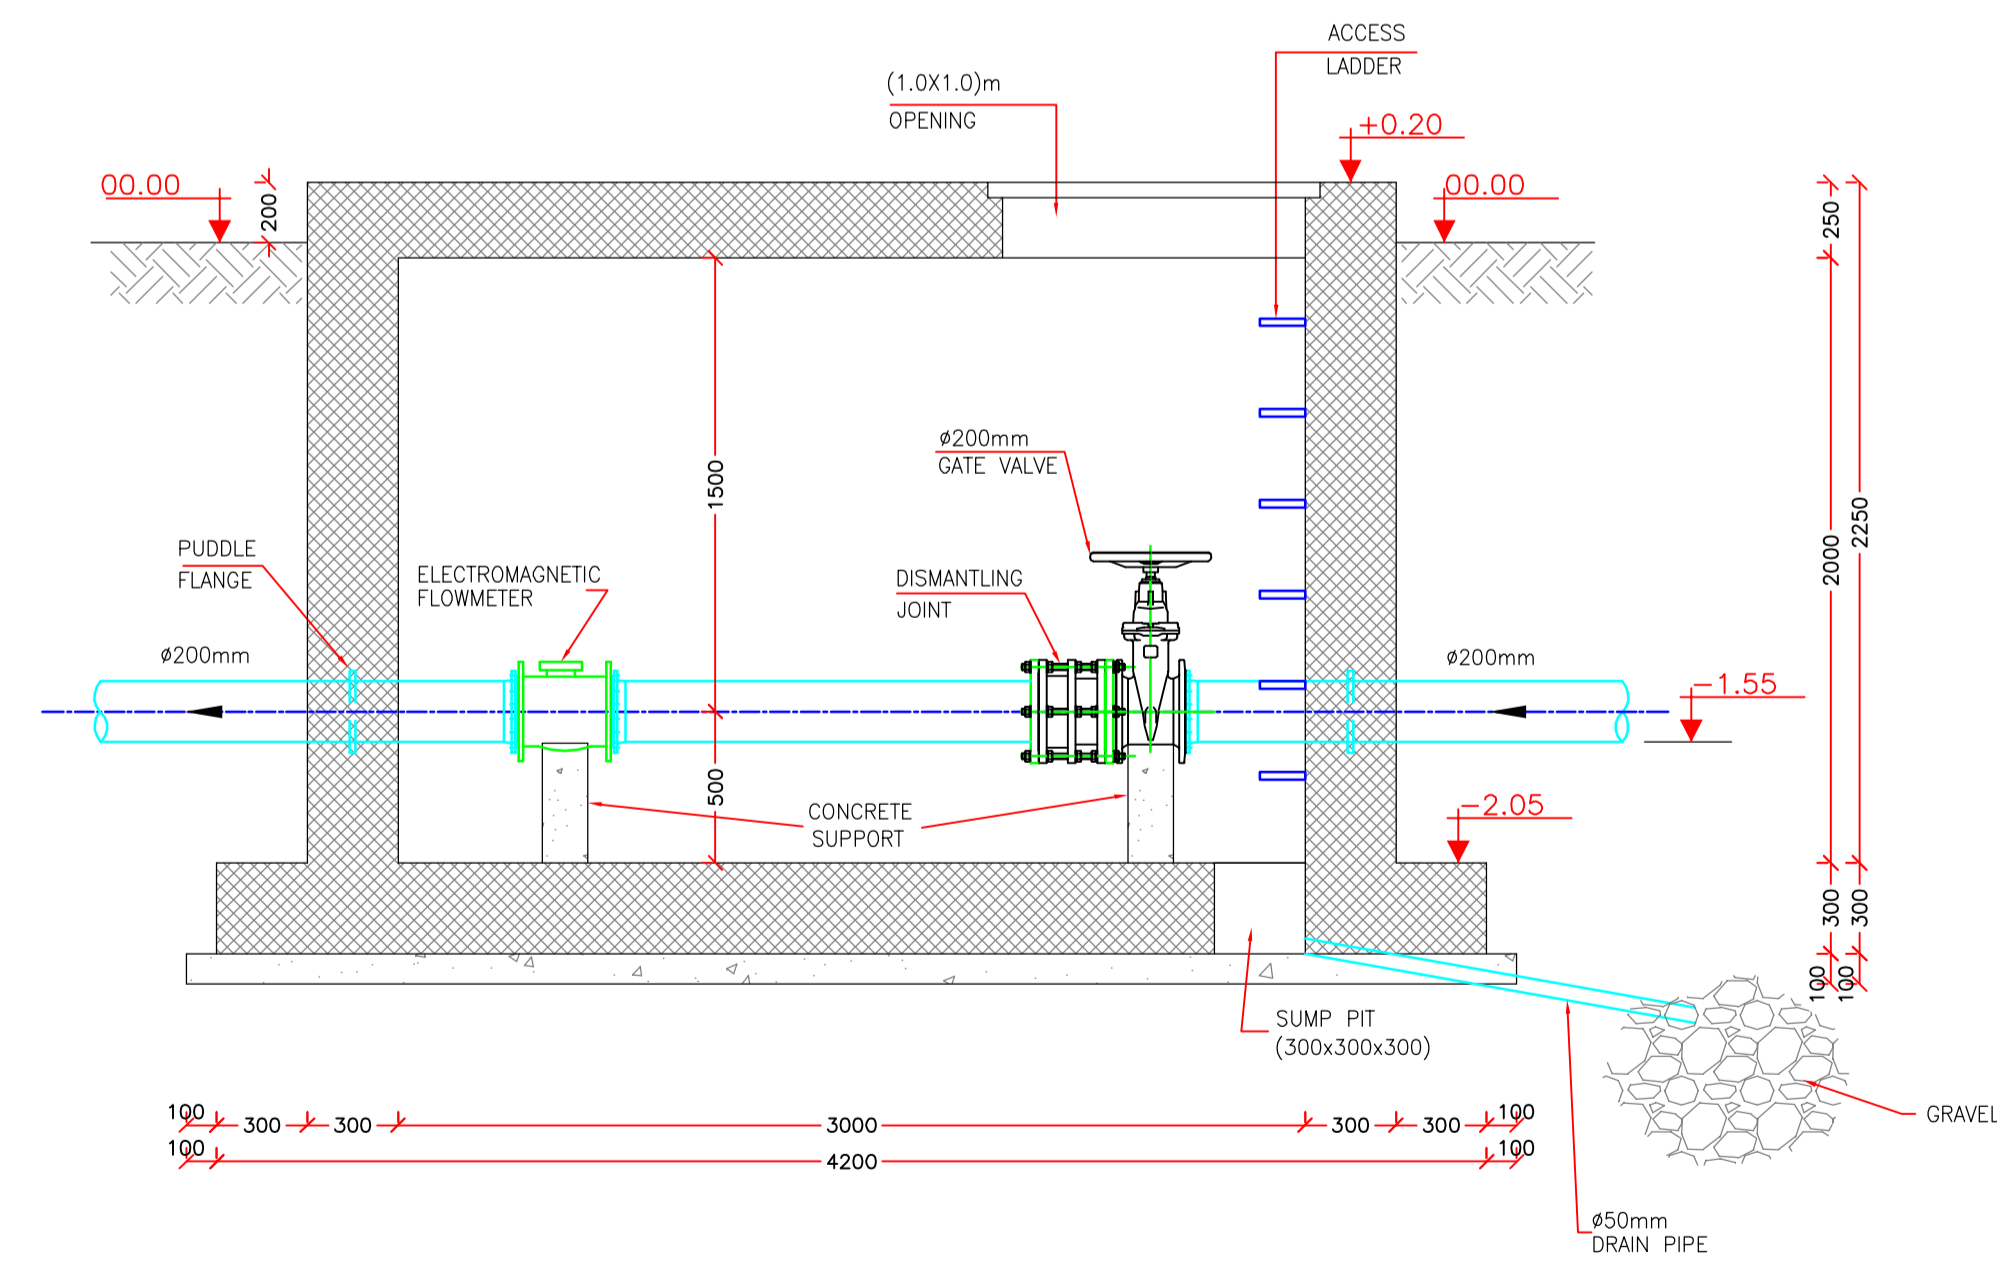 ACCESS
LADDER
(1.0X1.0)m
OPENING
+0.20
00.00
200
00.00
250
ø200mm
GATE VALVE
1500
2000
2250
PUDDLE
FLANGE
ELECTROMAGNETIC
FLOWMETER
DISMANTLING
JOINT
ø200mm
ø200mm
-1.55
500
CONCRETE
SUPPORT
-2.05
300
300
100
100
SUMP PIT
(300x300x300)
GRAVEL
100
300
300
3000
300
300
100
100
4200
100
ø50mm
DRAIN PIPE